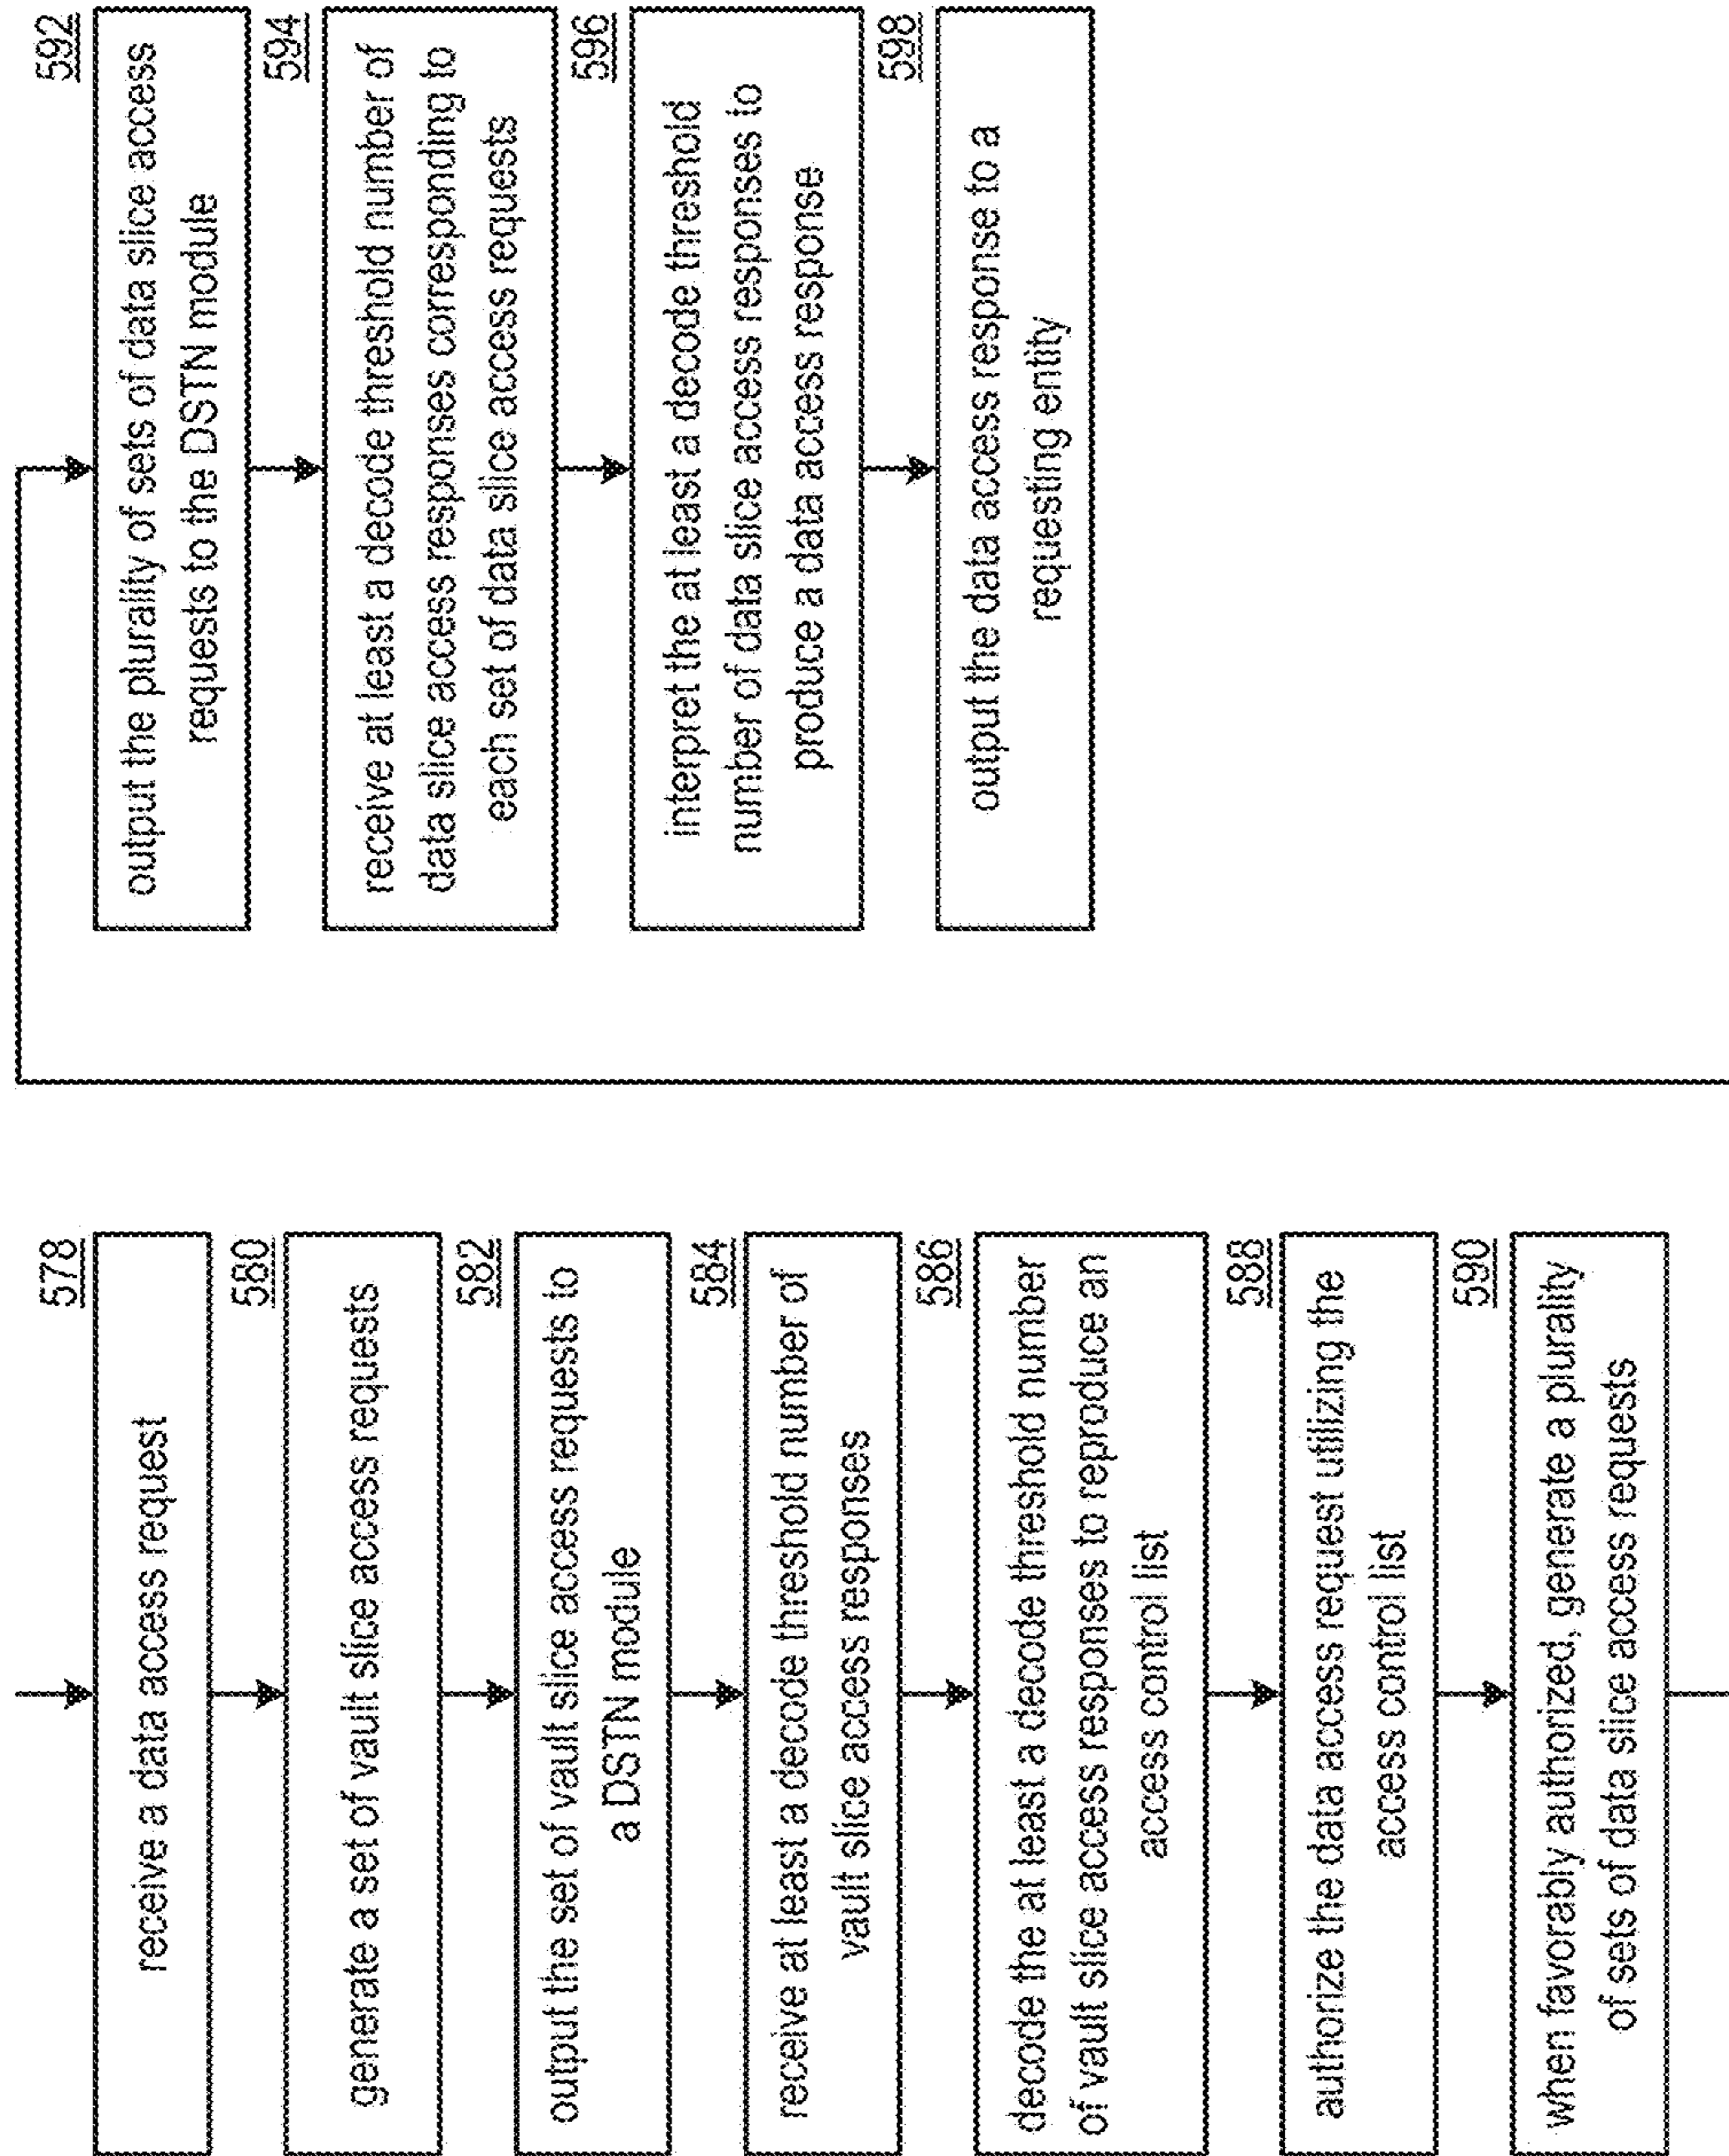 578
receive a data access request
580
generate a set of vault slice access requests
582
output the set of vault slice access requests to
a DSTN module
584
receive at least a decode threshold number of
vault slice access responses
586
decode the at least a decode threshold number
of vault slice access responses to reproduce an
access control list
588
authorize the data access request utilizing the
access control list
590
when favorably authorized, generate a plurality
of sets of data slice access requests
592
output the plurality of sets of data slice access
requests to the DSTN module
594
receive at least a decode threshold number of
data slice access responses corresponding to
each set of data slice access requests
596
interpret the at least a decode threshold
number of data slice access responses to
produce a data access response
598
output the data access response to a
requesting entity